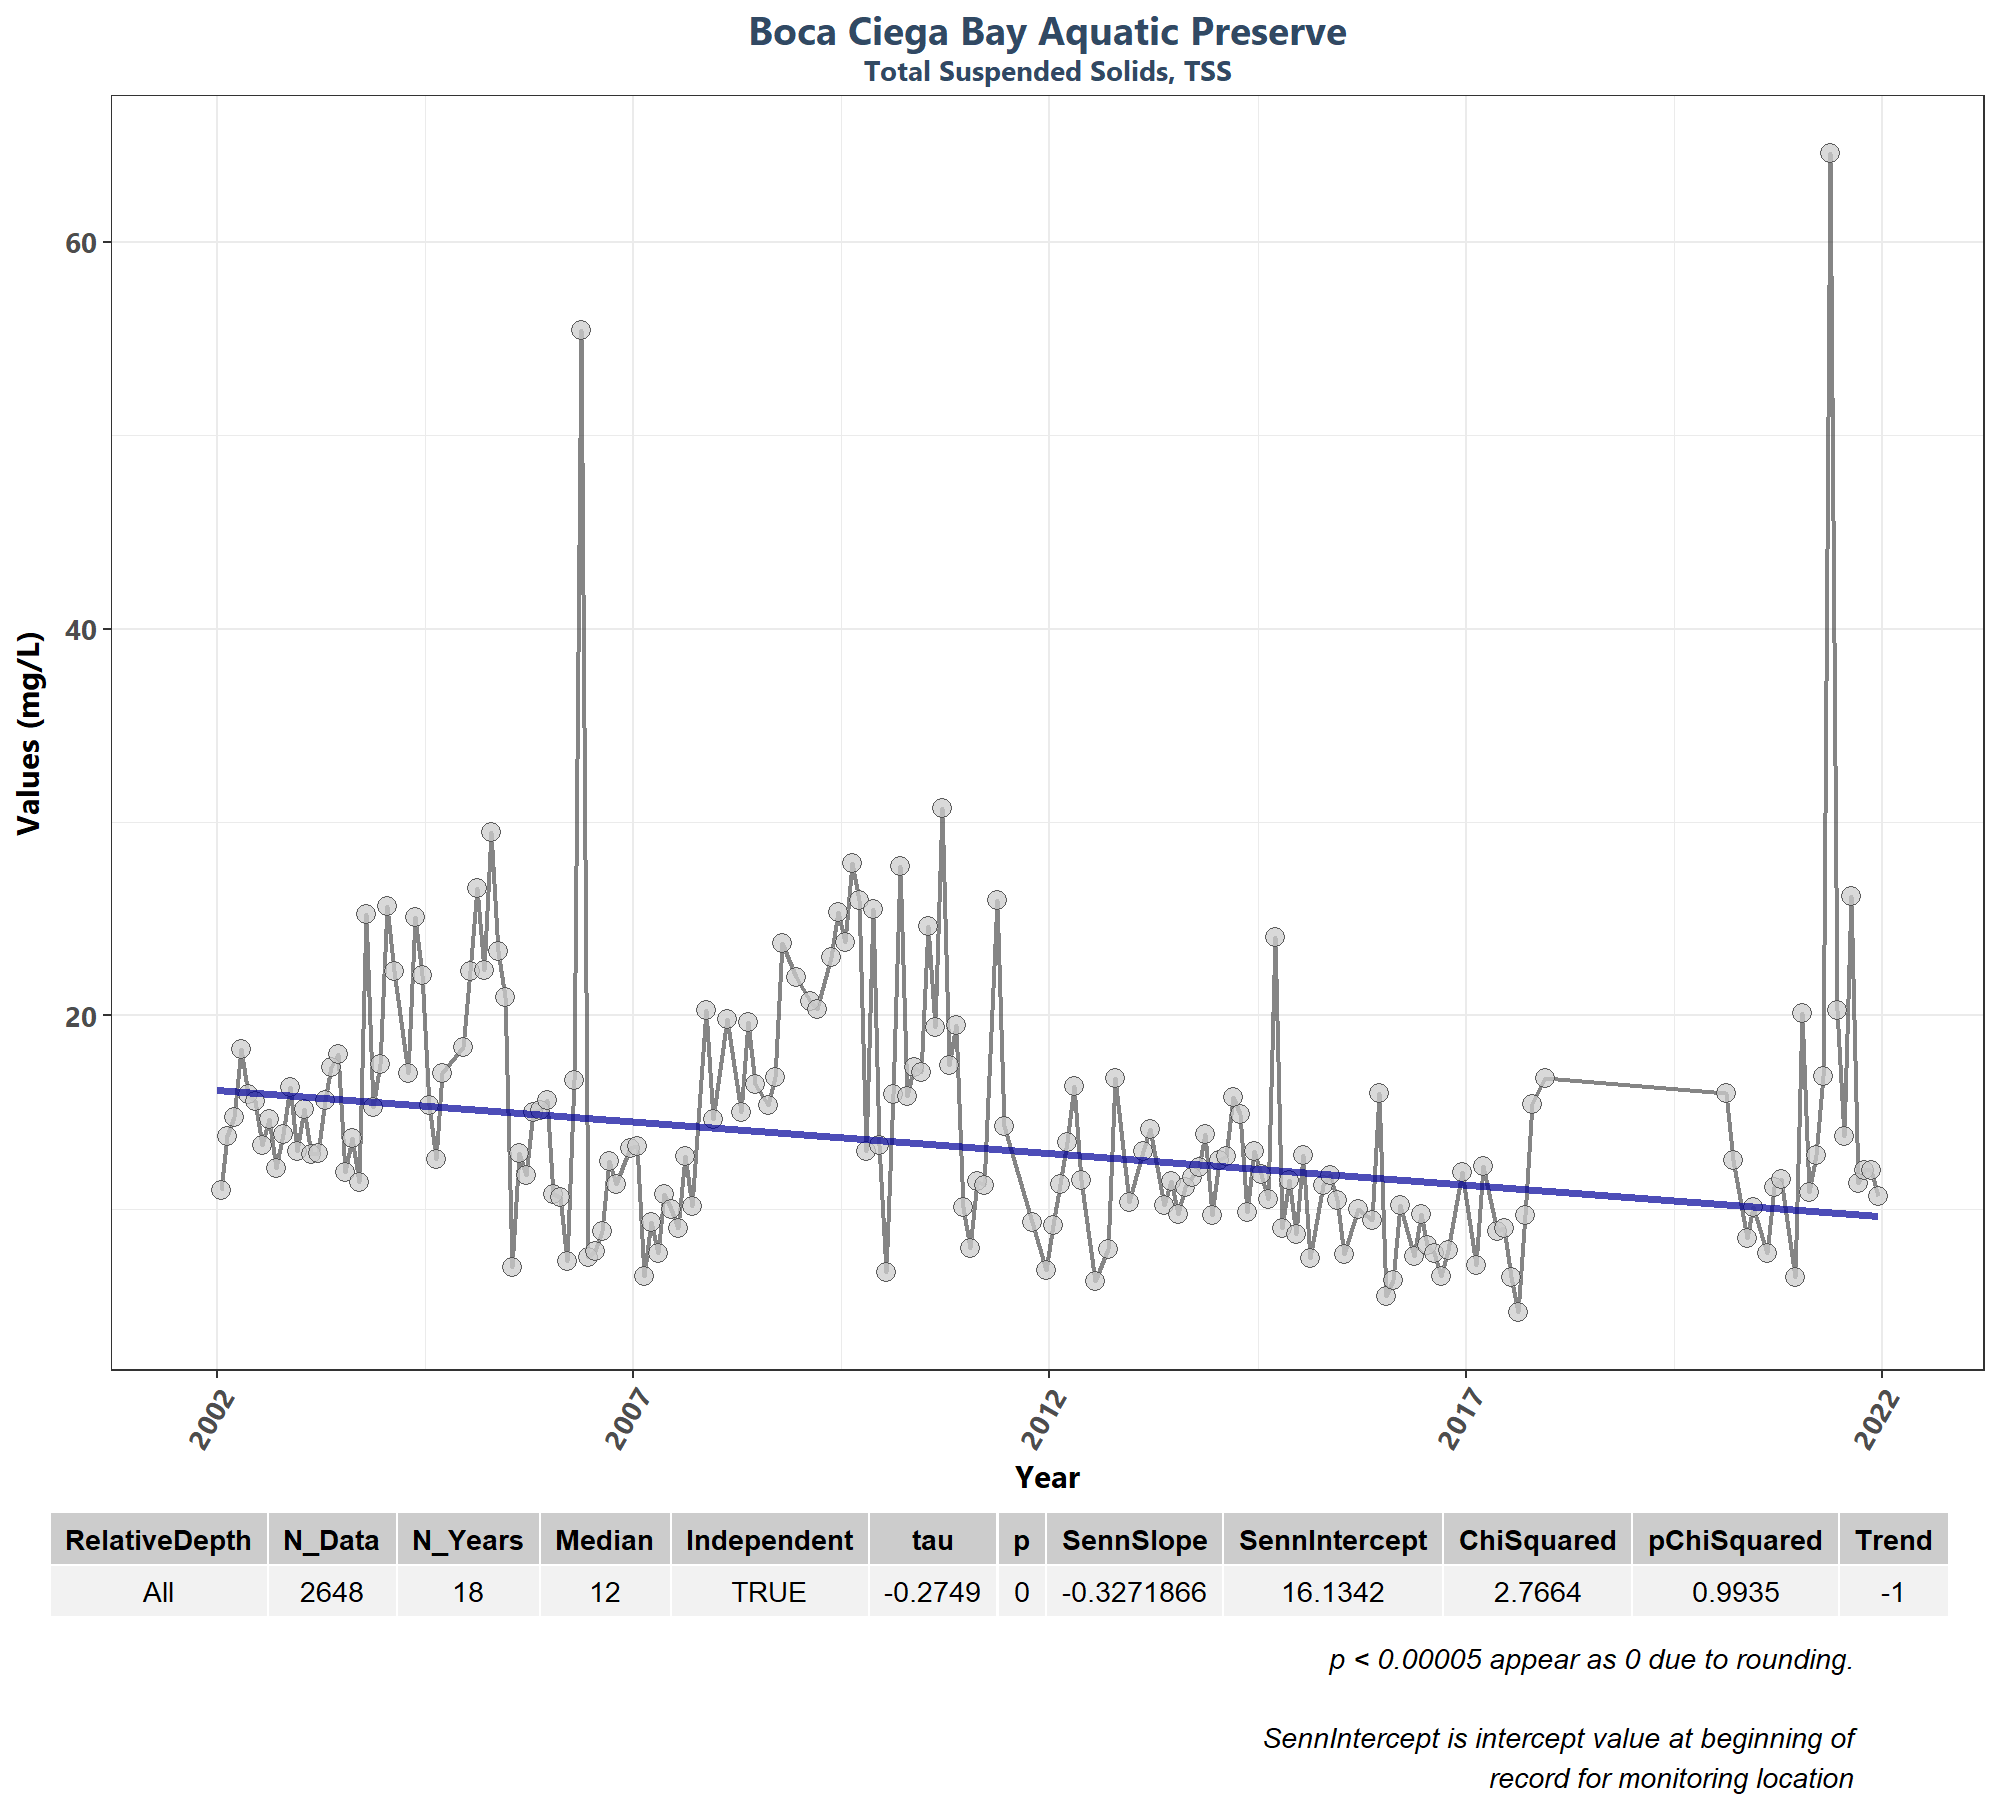 Boca Ciega Bay Aquatic Preserve
Total Suspended Solids, TSS
Values (mg/L)
60
40
20
2002
2007
2012
2017
2022
Year
RelativeDepth N_Data N_Years Median Independent tau p SennSlope SennIntercept ChiSquared pChiSquared Trend
All 2648 18 12 TRUE -0.2749 0 -0.3271866 16.1342 2.7664 0.9935 -1
p < 0.00005 appear as 0 due to rounding.
SennIntercept is intercept value at beginning of
record for monitoring location